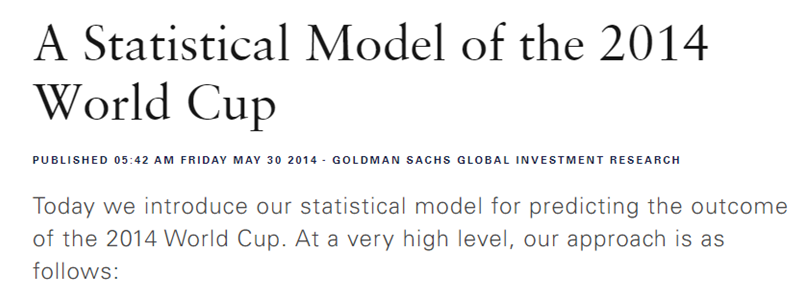 A Statistical Model of the 2014
World Cup
PUBLISHED 05:42 AM FRIDAY MAY 30 2014 - GOLDMAN SACHS GLOBAL INVESTMENT RESEARCH
Today we introduce our statistical model for predicting the outcome
of the 2014 World Cup. At a very high level, our approach is as
follows: